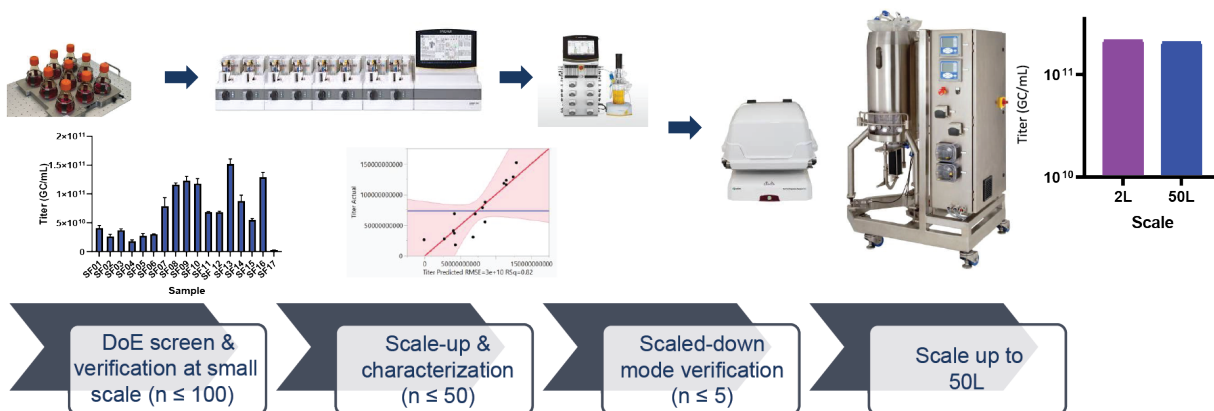 2×10¹¹
1.5×10¹¹
1×10¹¹
5×10¹⁰
0
Titer (GC/mL)
SF01
SF02
SF03
SF04
SF05
SF06
SF07
SF08
SF09
SF10
SF11
SF12
SF13
SF14
SF15
SF16
SF17
Sample
150000000000
100000000000
50000000000
0
Titer Actual
0
50000000000
150000000000
Titer Predicted RMSE=3e+10 RSq=0.82
10¹¹
10¹⁰
Titer (GC/mL)
2L
50L
Scale
DoE screen &
verification at small
scale (n ≤ 100)
Scale-up &
characterization
(n ≤ 50)
Scaled-down
mode verification
(n ≤ 5)
Scale up to
50L